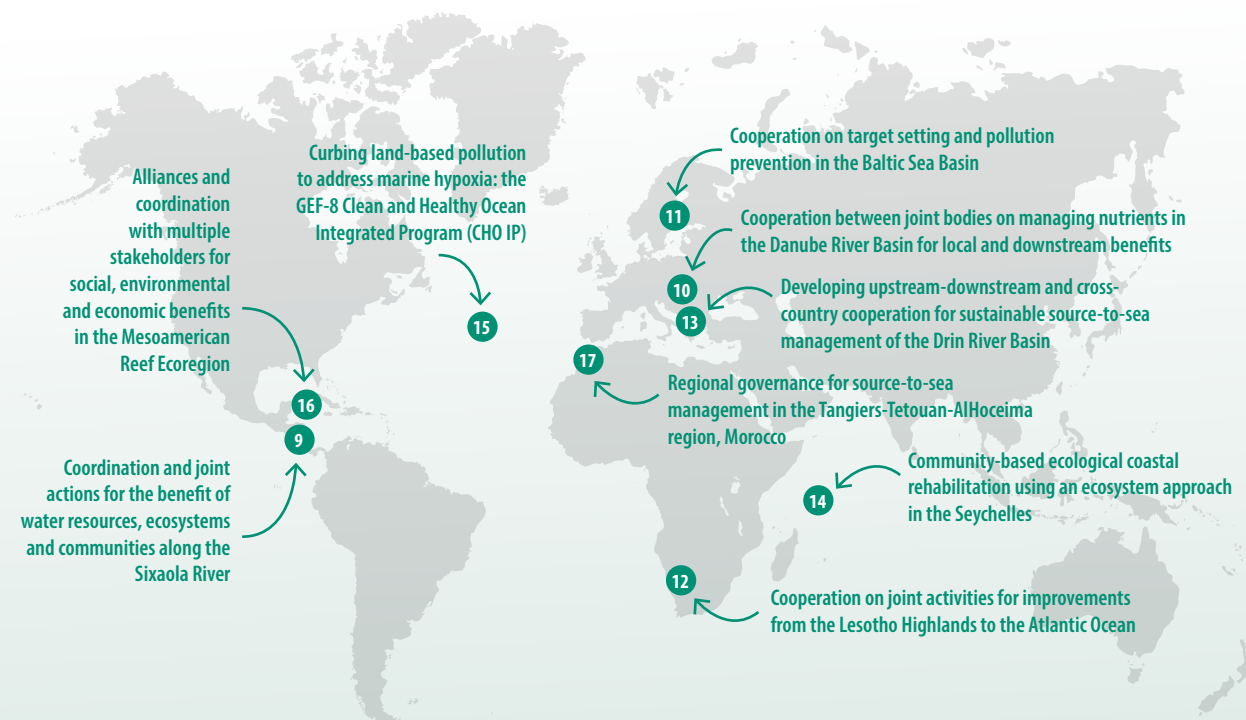 Alliances and
coordination
with multiple
stakeholders for
social, environmental
and economic benefits
in the Mesoamerican
Reef Ecoregion
16
9
Coordination and joint
actions for the benefit of
water resources, ecosystems
and communities along the
Sixaola River
Curbing land-based pollution
to address marine hypoxia: the
GEF-8 Clean and Healthy Ocean
Integrated Program (CHO IP)
15
Cooperation on target setting and pollution
prevention in the Baltic Sea Basin
11
Cooperation between joint bodies on managing nutrients in
the Danube River Basin for local and downstream benefits
10
Developing upstream-downstream and cross-
country cooperation for sustainable source-to-sea
management of the Drin River Basin
13
17
Regional governance for source-to-sea
management in the Tangiers-Tetouan-AlHoceima
region, Morocco
Community-based ecological coastal
rehabilitation using an ecosystem approach
in the Seychelles
14
12
Cooperation on joint activities for improvements
from the Lesotho Highlands to the Atlantic Ocean